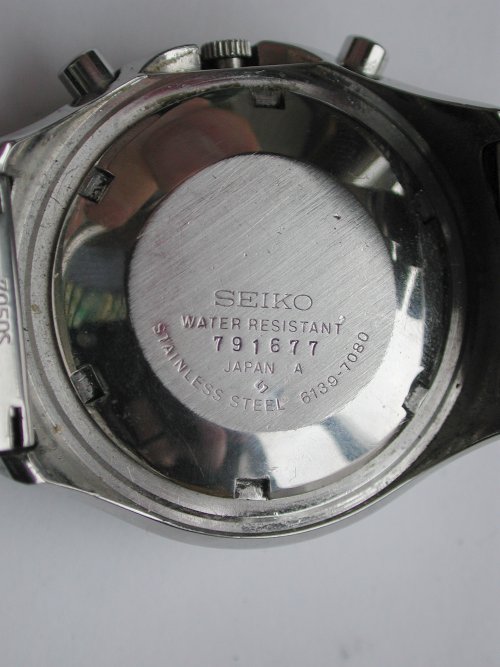 SEIKO
WATER RESISTANT
791677
JAPAN A
STAINLESS STEEL 6139-7080